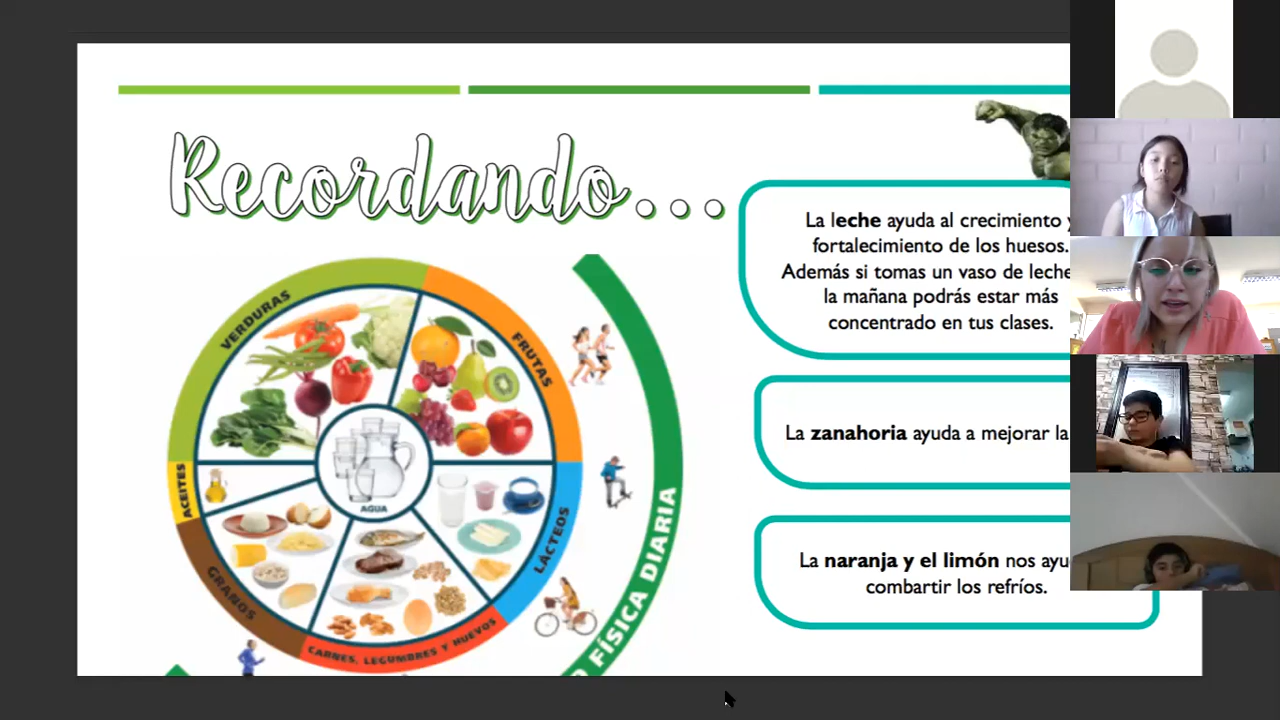 Recordando...
La leche ayuda al crecimiento y
fortalecimiento de los huesos.
Además si tomas un vaso de leche
la mañana podrás estar más
concentrado en tus clases.
La zanahoria ayuda a mejorar la
La naranja y el limón nos ayu
combartir los refríos.
VERDURAS
FRUTAS
ACEITES
AGUA
LÁCTEOS
GRANOS
CARNES, LEGUMBRES Y HUEVOS
FÍSICA DIARIA